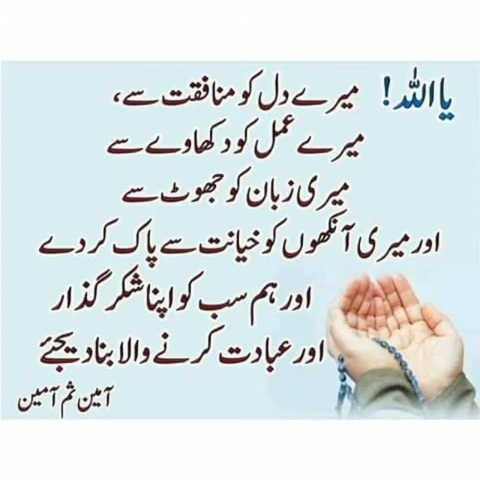 یا اللہ! میرے دل کو منافقت سے،
میرے عمل کو دکھاوے سے
میری زبان کو جھوٹ سے
اور میری آنکھوں کو خیانت سے پاک کر دے
اور ہم سب کو اپنا شکر گذار
اور عبادت کرنے والا بنا دیجئے
آمین ثم آمین